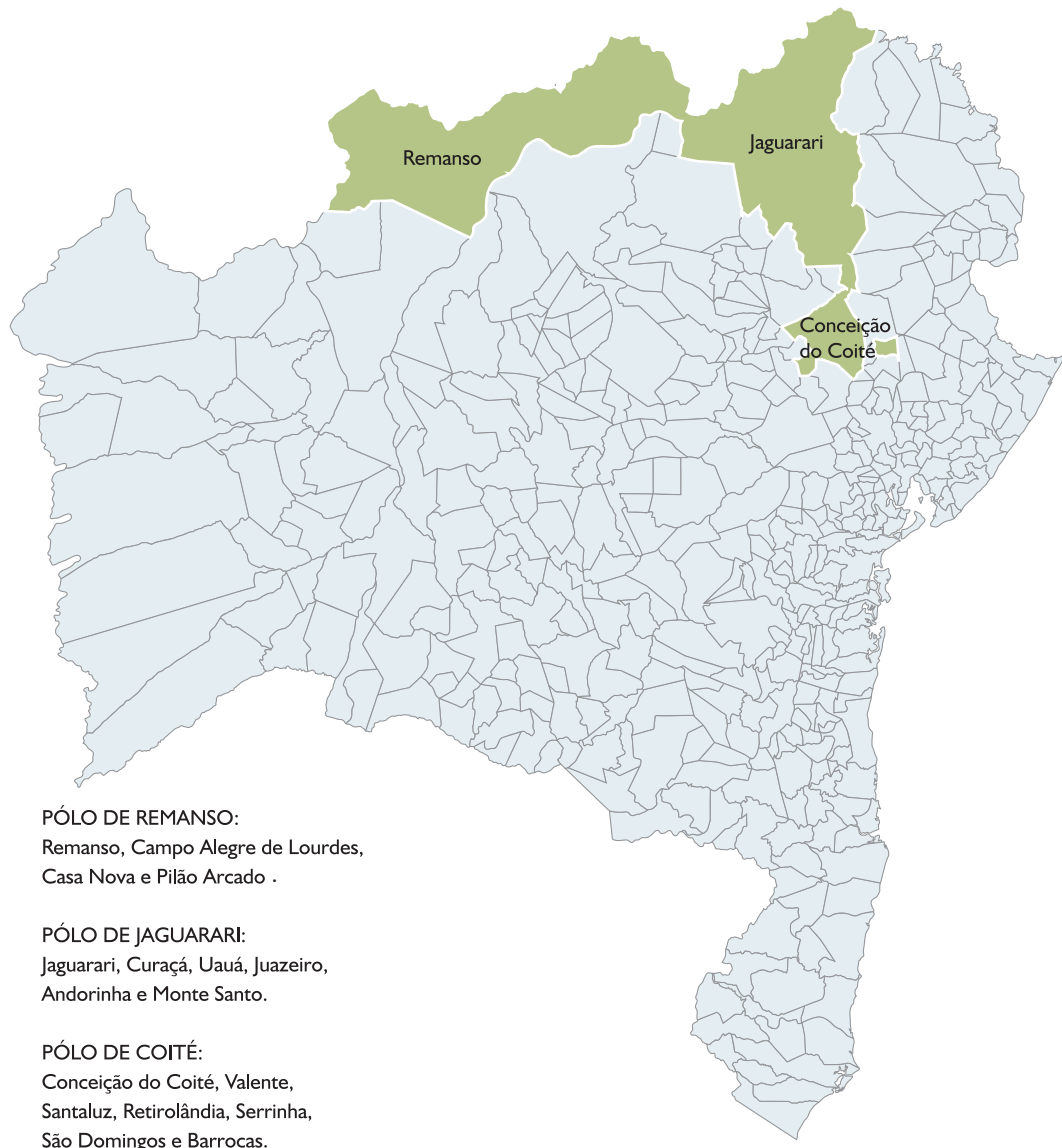 Remanso
Jaguarari
Conceição
do Coité
PÓLO DE REMANSO:
Remanso, Campo Alegre de Lourdes,
Casa Nova e Pilão Arcado .
PÓLO DE JAGUARARI:
Jaguarari, Curaçá, Uauá, Juazeiro,
Andorinha e Monte Santo.
PÓLO DE COITÉ:
Conceição do Coité, Valente,
Santaluz, Retirolândia, Serrinha,
São Domingos e Barrocas.